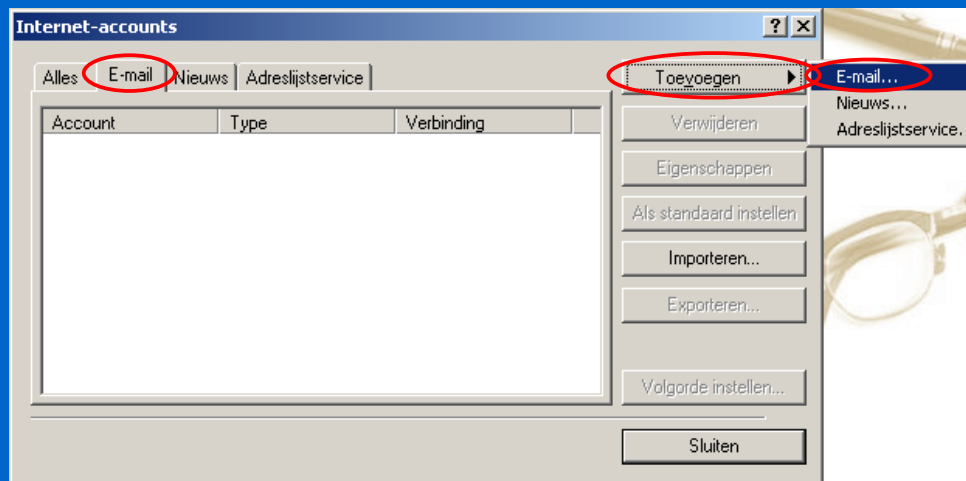 Internet-accounts
Alles E-mail Nieuws Adreslijstservice
Account Type Verbinding
Toevoegen
Verwijderen
Eigenschappen
Als standaard instellen
Importeren...
Exporteren...
Volgorde instellen...
Sluiten
E-mail...
Nieuws...
Adreslijstservice.